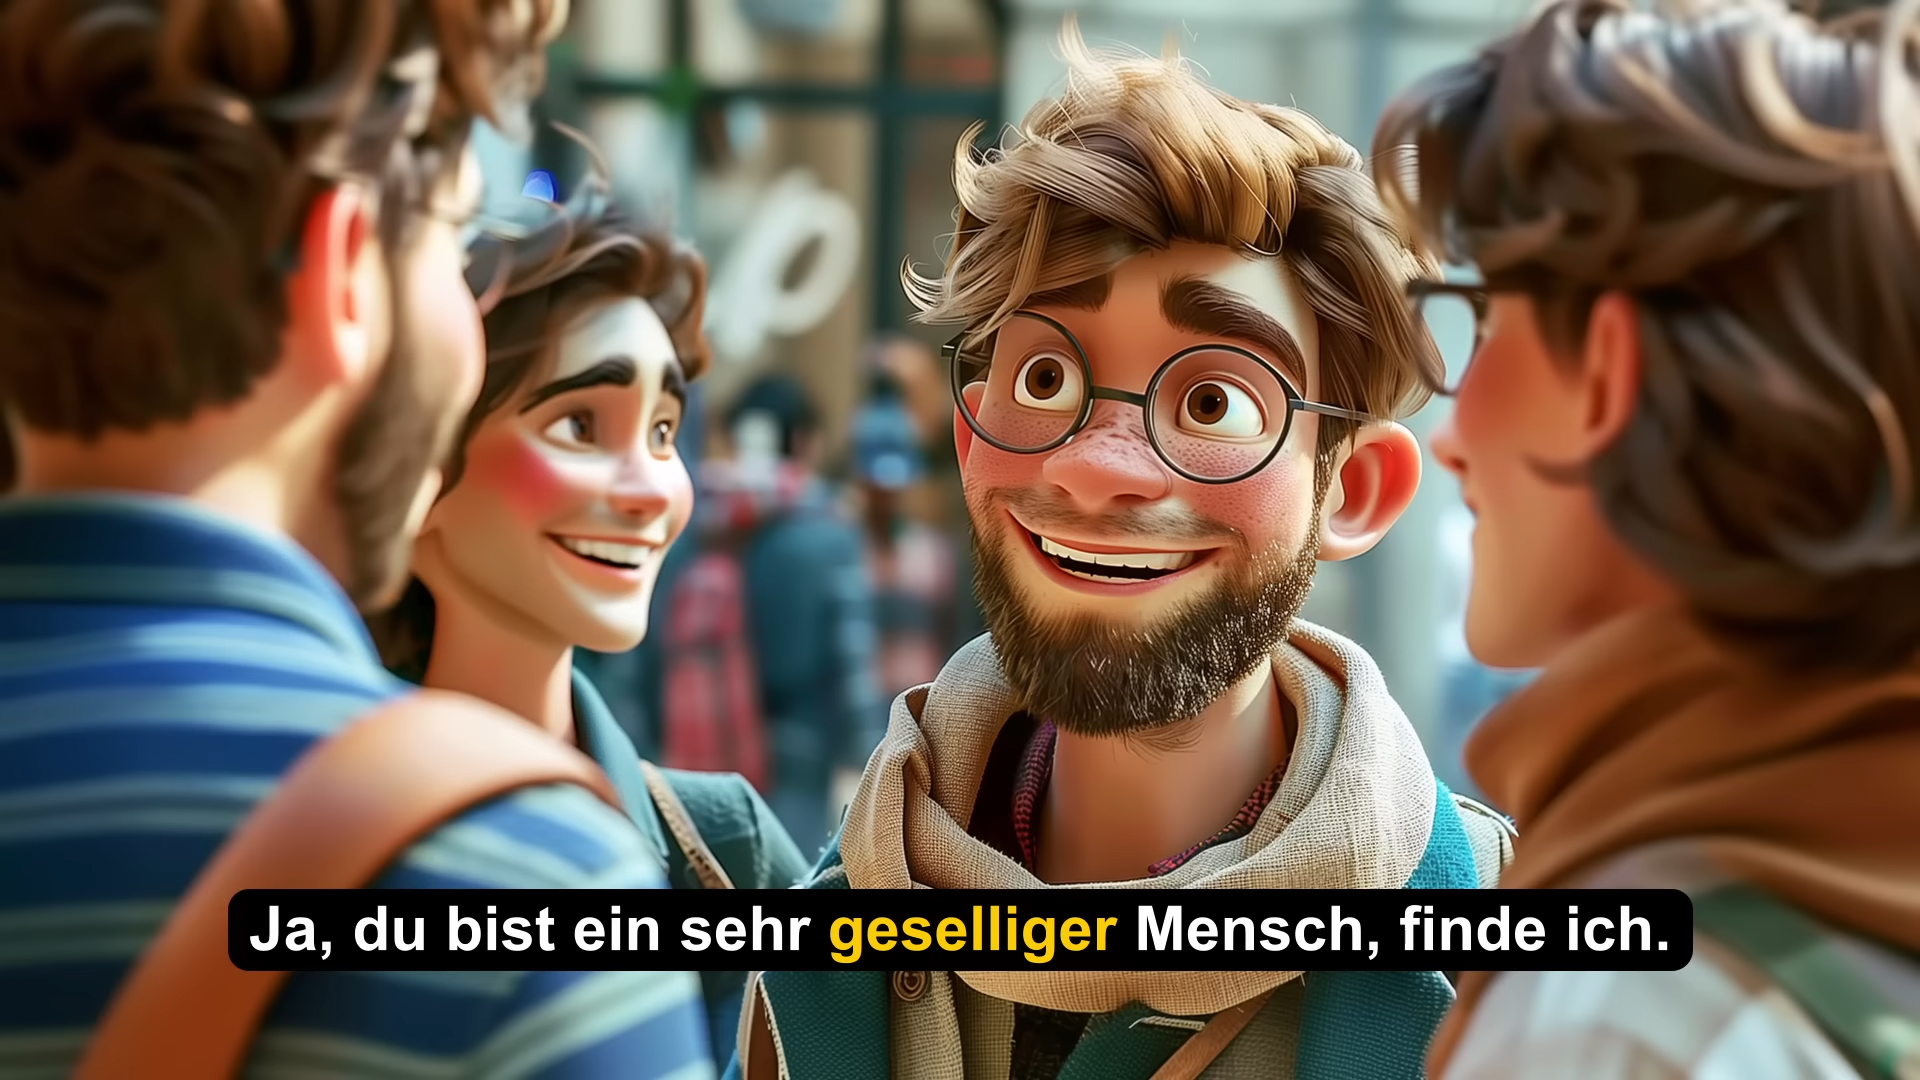 Ja, du bist ein sehr geselliger Mensch, finde ich.